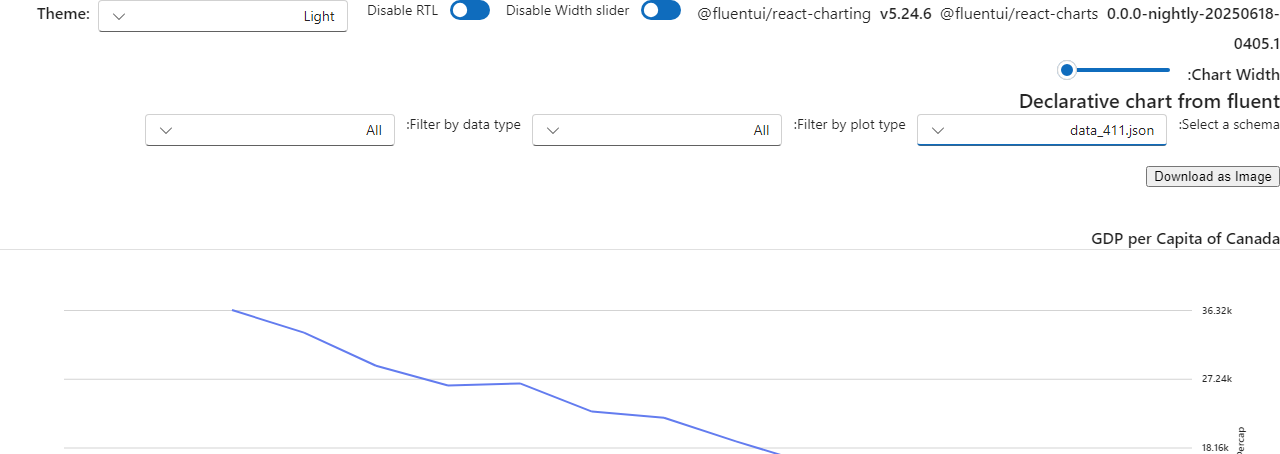 Theme: Light Disable RTL Disable Width slider @fluentui/react-charting v5.24.6 @fluentui/react-charts 0.0.0-nightly-20250618-
0405.1
:Chart Width
Declarative chart from fluent
:Select a schema data_411.json :Filter by plot type All :Filter by data type All
Download as Image
GDP per Capita of Canada
36.32k
27.24k
18.16k